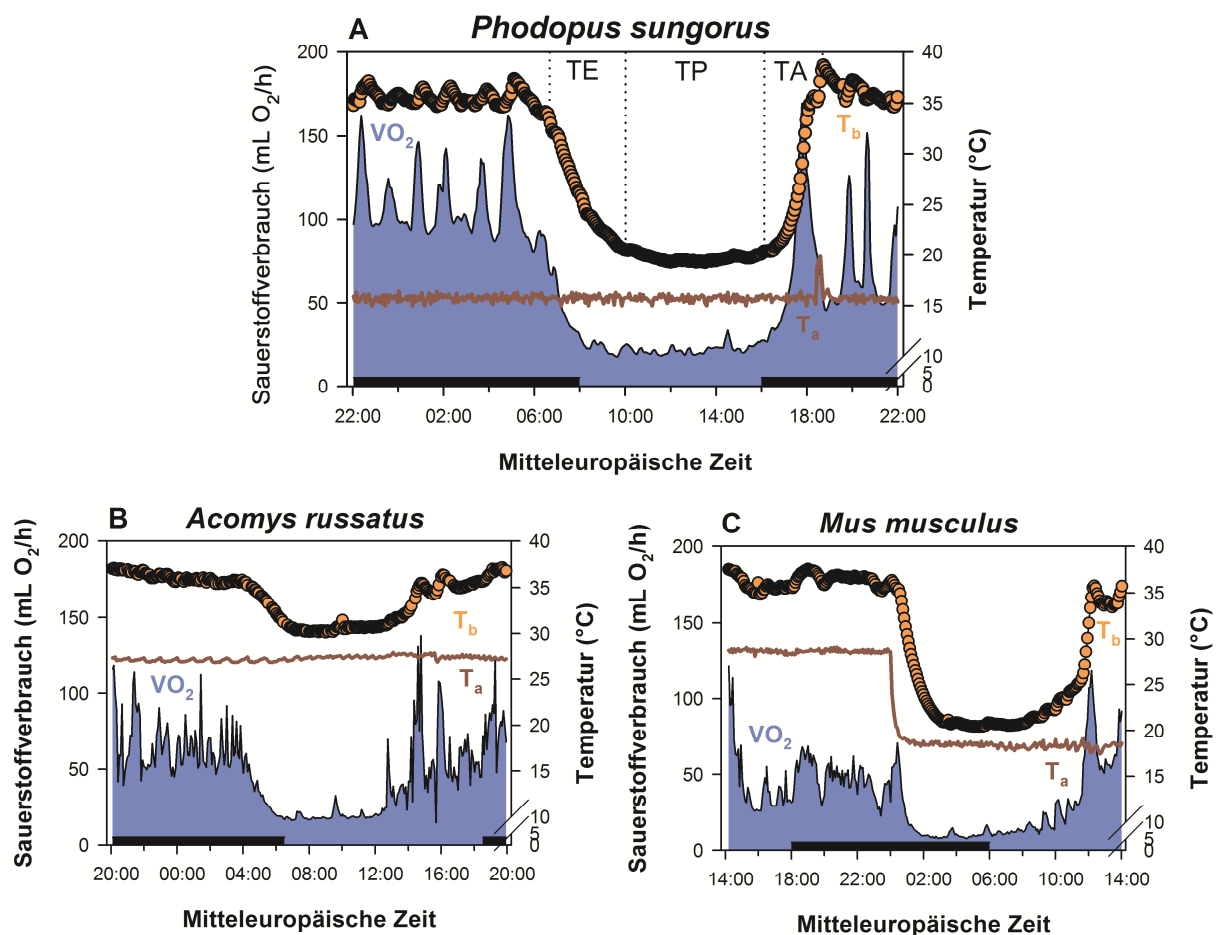 A Phodopus sungorus
200 40
TE TP TA
35
T_b
VO₂
150
30
100 25
20
50 15
T_a
10
5
0 0
22:00 02:00 06:00 10:00 14:00 18:00 22:00
Sauerstoffverbrauch (mL O₂/h)
Temperatur (°C)
Mitteleuropäische Zeit
B Acomys russatus
200 40
35
150
T_b
30
T_a
VO₂
25
100
20
50 15
10
5
0 0
20:00 00:00 04:00 08:00 12:00 16:00 20:00
Sauerstoffverbrauch (mL O₂/h)
Temperatur (°C)
Mitteleuropäische Zeit
C Mus musculus
200 40
35
150
T_b
30
25
100
VO₂
20
T_a
50 15
10
5
0 0
14:00 18:00 22:00 02:00 06:00 10:00 14:00
Sauerstoffverbrauch (mL O₂/h)
Temperatur (°C)
Mitteleuropäische Zeit